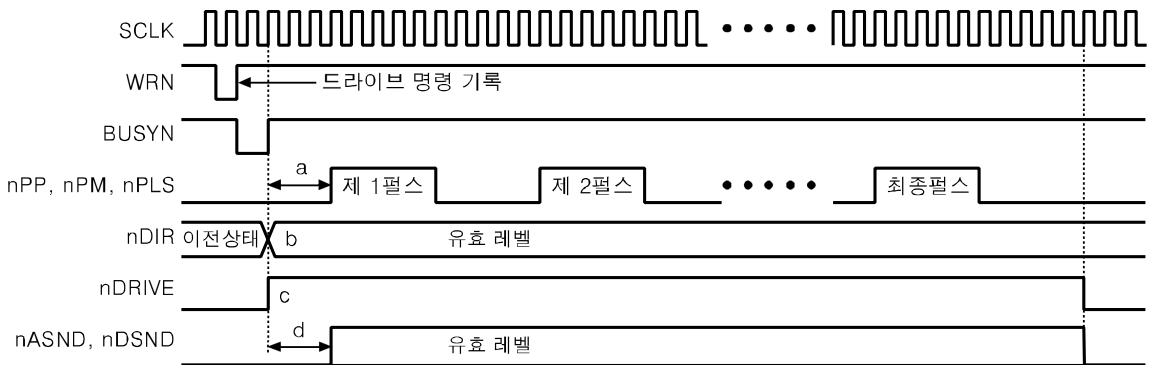 SCLK
WRN
드라이브 명령 기록
BUSYN
a
nPP, nPM, nPLS
제 1펄스
제 2펄스
최종펄스
nDIR
이전상태
b
유효 레벨
nDRIVE
c
nASND, nDSND
d
유효 레벨